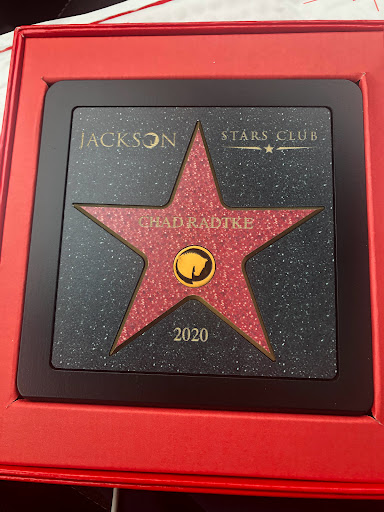 JACKSON
STARS CLUB
CHAD RADTKE
2020